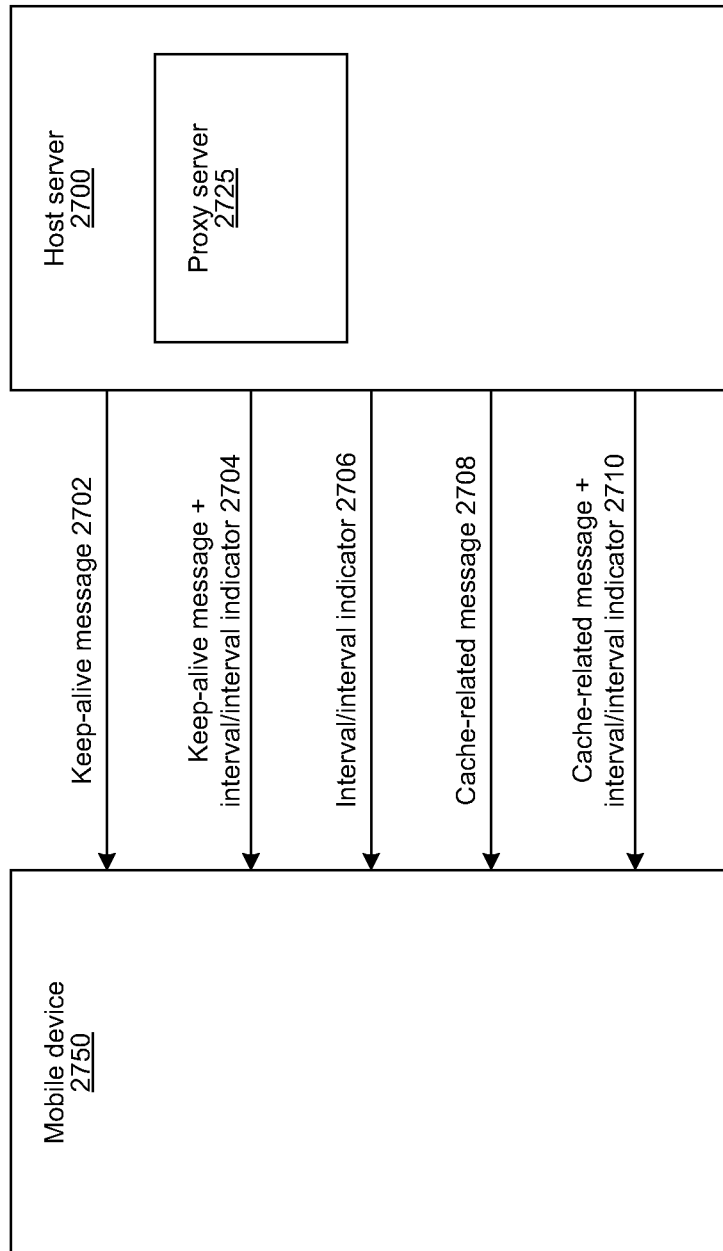 Mobile device
2750
Keep-alive message 2702
Keep-alive message +
interval/interval indicator 2704
Interval/interval indicator 2706
Cache-related message 2708
Cache-related message +
interval/interval indicator 2710
Host server
2700
Proxy server
2725